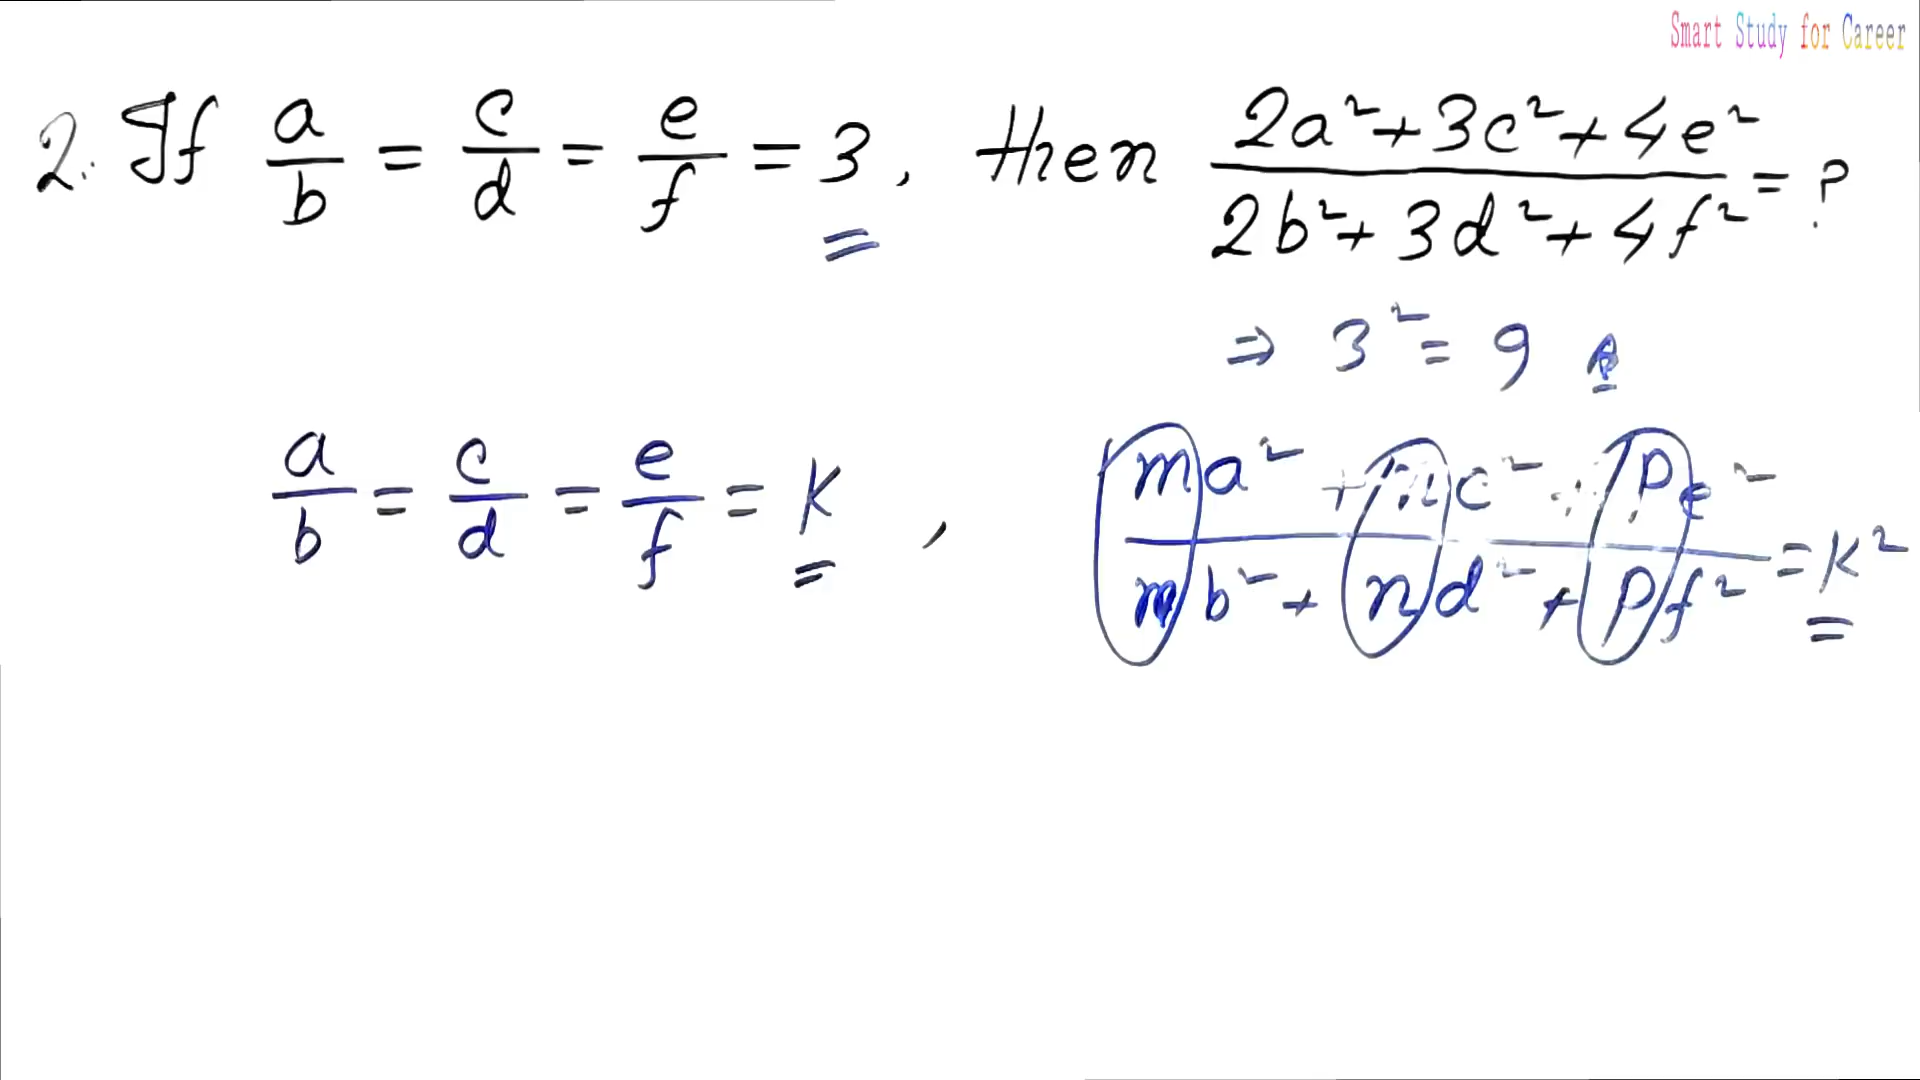 Smart Study for Career
2. If a/b = c/d = e/f = 3, then (2a²+3c²+4e²)/(2b²+3d²+4f²) = ?
⇒ 3² = 9
a/b = c/d = e/f = K , (ma² + nc² + pe²)/(mb² + nd² + pf²) = K²